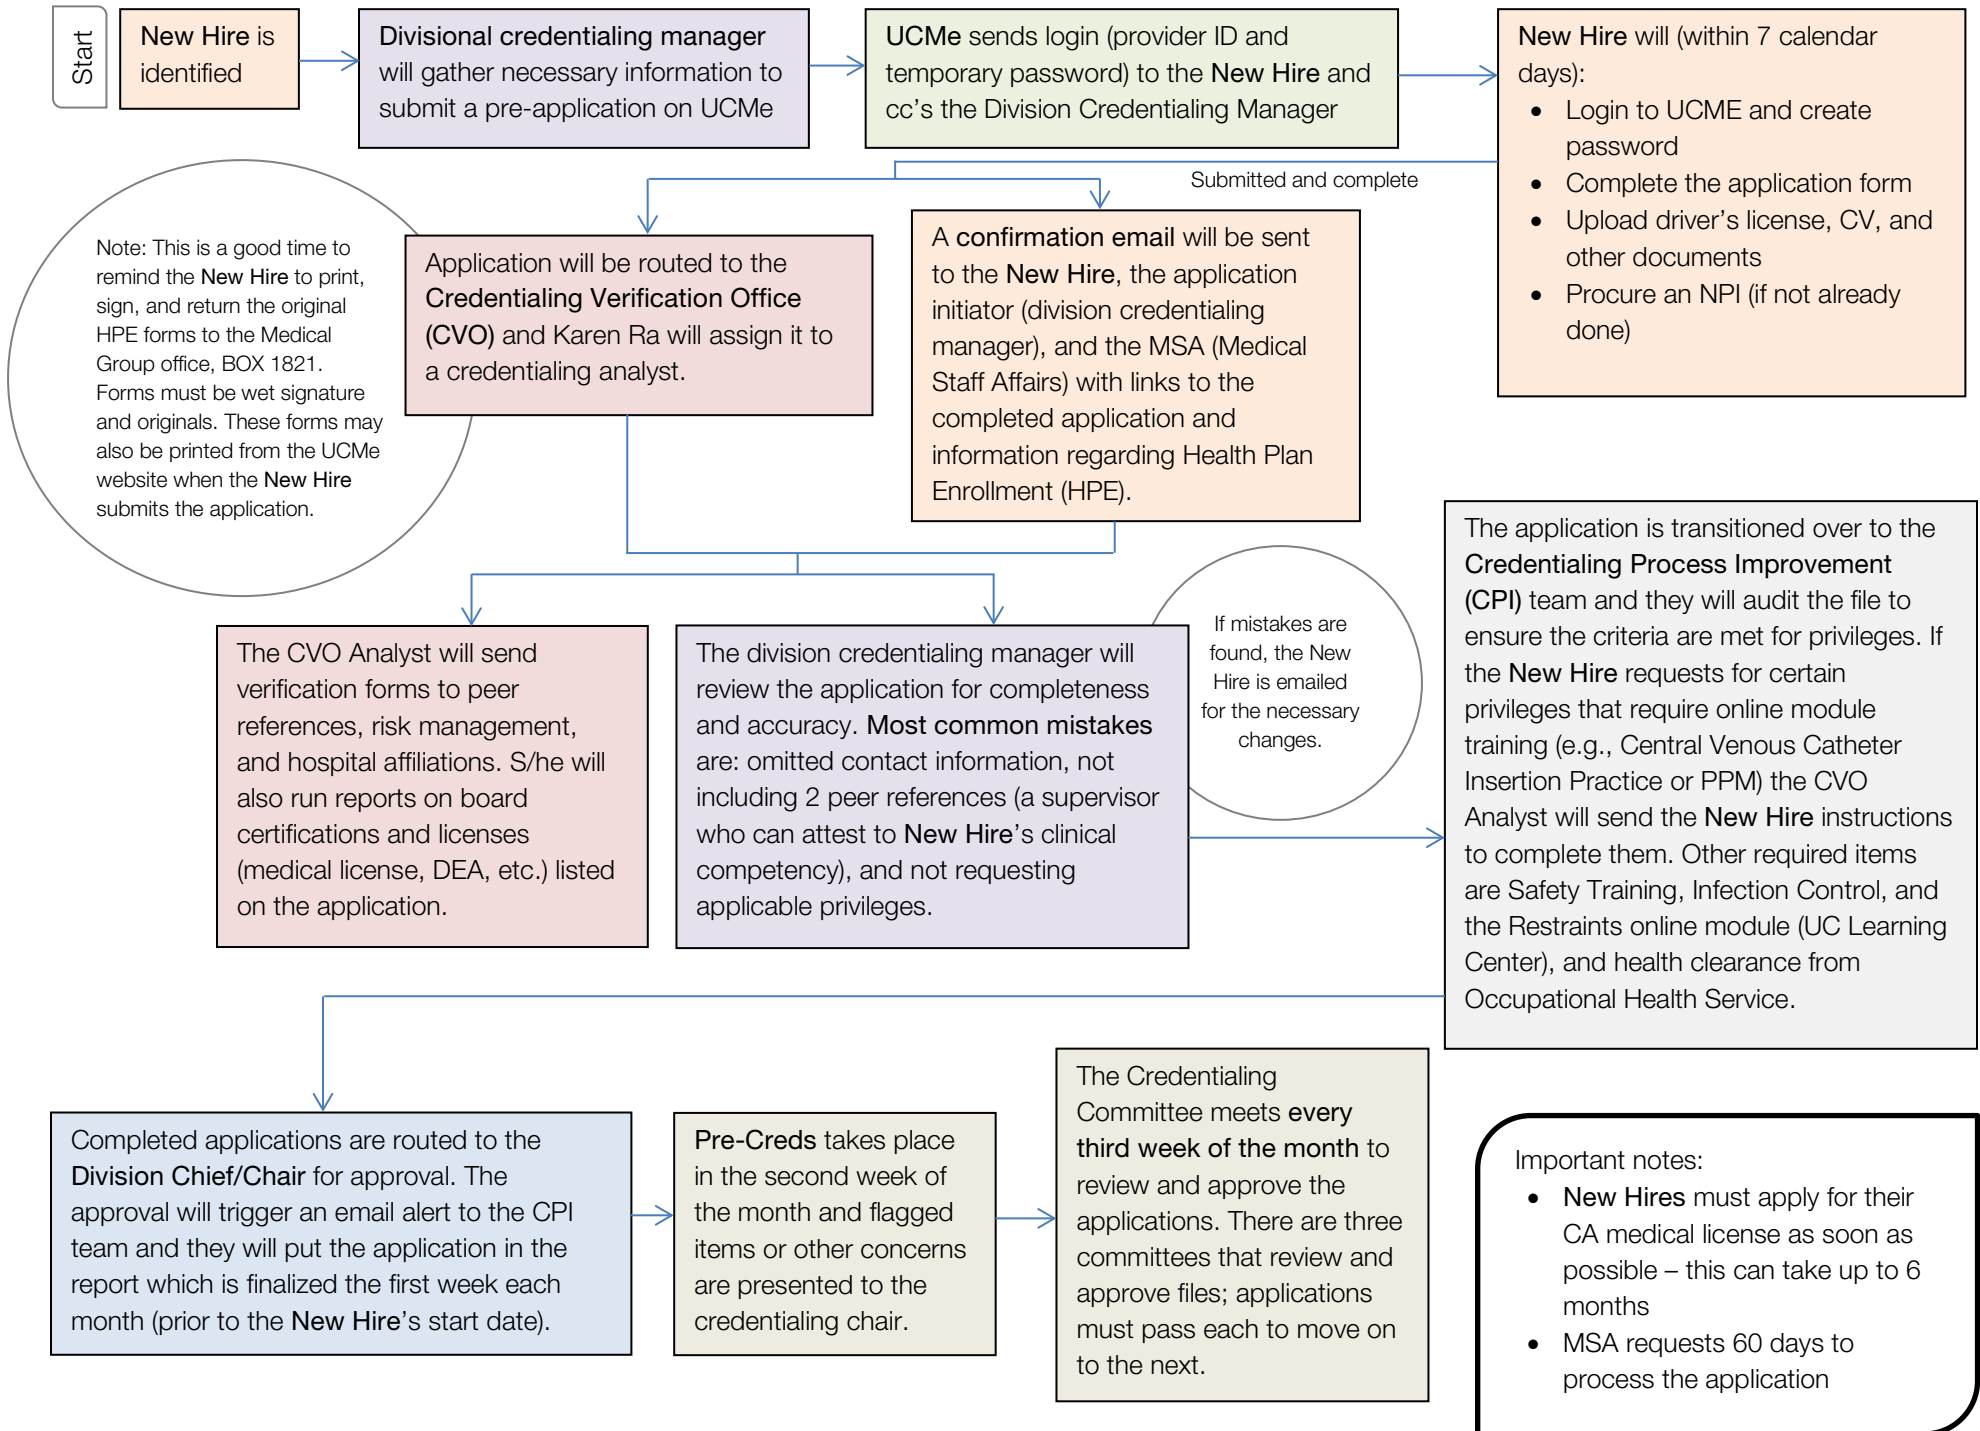 Start
New Hire is
identified
Divisional credentialing manager
will gather necessary information to
submit a pre-application on UCMe
UCMe sends login (provider ID and
temporary password) to the New Hire and
cc's the Division Credentialing Manager
New Hire will (within 7 calendar
days):
• Login to UCME and create
password
• Complete the application form
• Upload driver's license, CV, and
other documents
• Procure an NPI (if not already
done)
Submitted and complete
Note: This is a good time to
remind the New Hire to print,
sign, and return the original
HPE forms to the Medical
Group office, BOX 1821.
Forms must be wet signature
and originals. These forms may
also be printed from the UCMe
website when the New Hire
submits the application.
Application will be routed to the
Credentialing Verification Office
(CVO) and Karen Ra will assign it to
a credentialing analyst.
A confirmation email will be sent
to the New Hire, the application
initiator (division credentialing
manager), and the MSA (Medical
Staff Affairs) with links to the
completed application and
information regarding Health Plan
Enrollment (HPE).
The CVO Analyst will send
verification forms to peer
references, risk management,
and hospital affiliations. S/he will
also run reports on board
certifications and licenses
(medical license, DEA, etc.) listed
on the application.
The division credentialing manager will
review the application for completeness
and accuracy. Most common mistakes
are: omitted contact information, not
including 2 peer references (a supervisor
who can attest to New Hire's clinical
competency), and not requesting
applicable privileges.
If mistakes are
found, the New
Hire is emailed
for the necessary
changes.
The application is transitioned over to the
Credentialing Process Improvement
(CPI) team and they will audit the file to
ensure the criteria are met for privileges. If
the New Hire requests for certain
privileges that require online module
training (e.g., Central Venous Catheter
Insertion Practice or PPM) the CVO
Analyst will send the New Hire instructions
to complete them. Other required items
are Safety Training, Infection Control, and
the Restraints online module (UC Learning
Center), and health clearance from
Occupational Health Service.
Completed applications are routed to the
Division Chief/Chair for approval. The
approval will trigger an email alert to the CPI
team and they will put the application in the
report which is finalized the first week each
month (prior to the New Hire's start date).
Pre-Creds takes place
in the second week of
the month and flagged
items or other concerns
are presented to the
credentialing chair.
The Credentialing
Committee meets every
third week of the month to
review and approve the
applications. There are three
committees that review and
approve files; applications
must pass each to move on
to the next.
Important notes:
• New Hires must apply for their
CA medical license as soon as
possible – this can take up to 6
months
• MSA requests 60 days to
process the application